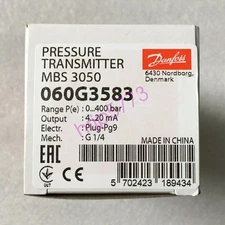 PRESSURE
TRANSMITTER
MBS 3050
Danfoss
6430 Nordborg,
Denmark
060G3583
Range P(e) : 0...400 bar
Output : 4...20 mA
Electr. : Plug-Pg9
Mech. : G 1/4
MADE IN CHINA
EAC
5 702423 189434